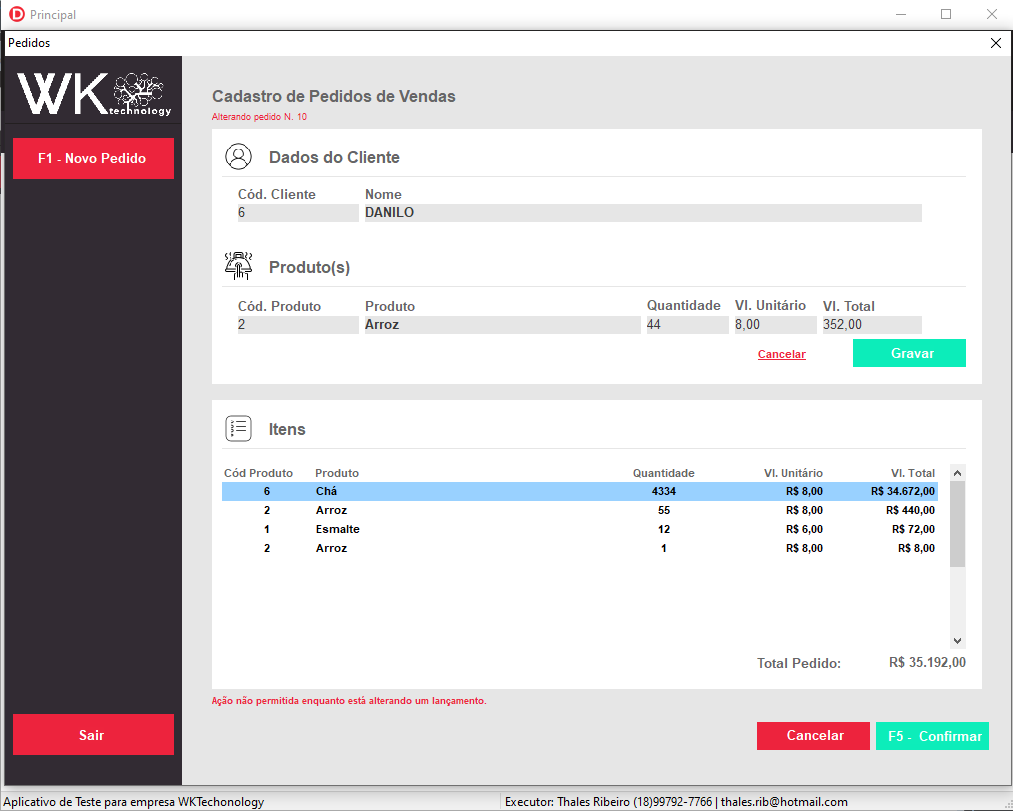 Principal
Pedidos
WK
technology
F1 - Novo Pedido
Cadastro de Pedidos de Vendas
Alterando pedido N. 10
Dados do Cliente
Cód. Cliente Nome
6 DANILO
Produto(s)
Cód. Produto Produto Quantidade Vl. Unitário Vl. Total
2 Arroz 44 8,00 352,00
Cancelar Gravar
Itens
Cód Produto Produto Quantidade Vl. Unitário Vl. Total
6 Chá 4334 R$ 8,00 R$ 34.672,00
2 Arroz 55 R$ 8,00 R$ 440,00
1 Esmalte 12 R$ 6,00 R$ 72,00
2 Arroz 1 R$ 8,00 R$ 8,00
Total Pedido: R$ 35.192,00
Ação não permitida enquanto está alterando um lançamento.
Sair
Cancelar F5 - Confirmar
Aplicativo de Teste para empresa WKTechonology Executor: Thales Ribeiro (18)99792-7766 | thales.rib@hotmail.com